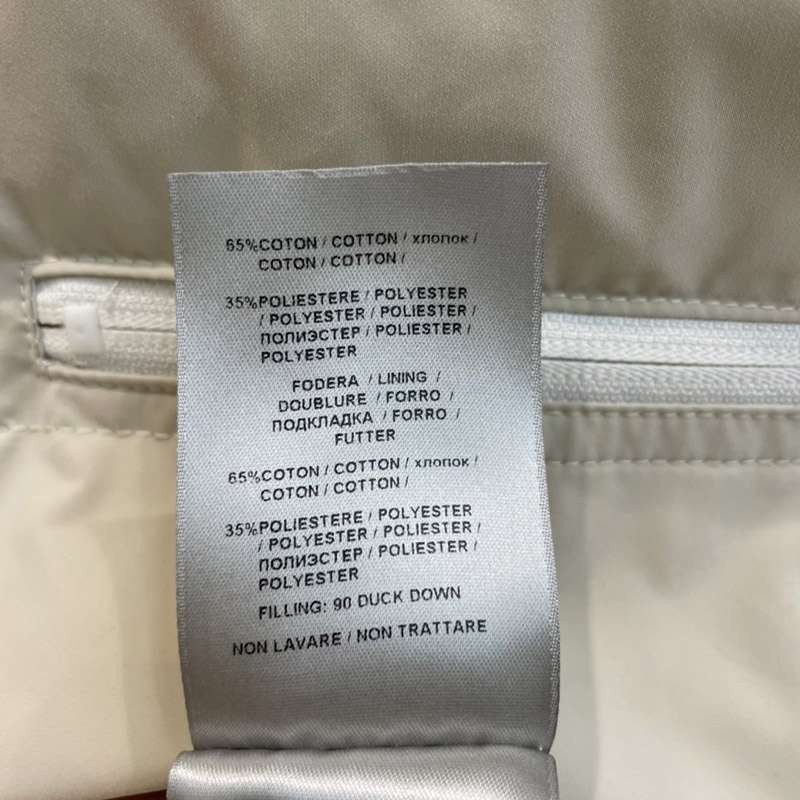 65%COTON / COTTON / хлопок /
COTON / COTTON /
35%POLIESTERE / POLYESTER
/ POLYESTER / POLIESTER /
ПОЛИЭСТЕР / POLIESTER /
POLYESTER
FODERA / LINING /
DOUBLURE / FORRO /
ПОДКЛАДКА / FORRO /
FUTTER
65%COTON / COTTON / хлопок /
COTON / COTTON /
35%POLIESTERE / POLYESTER
/ POLYESTER / POLIESTER /
ПОЛИЭСТЕР / POLIESTER /
POLYESTER
FILLING: 90 DUCK DOWN
NON LAVARE / NON TRATTARE